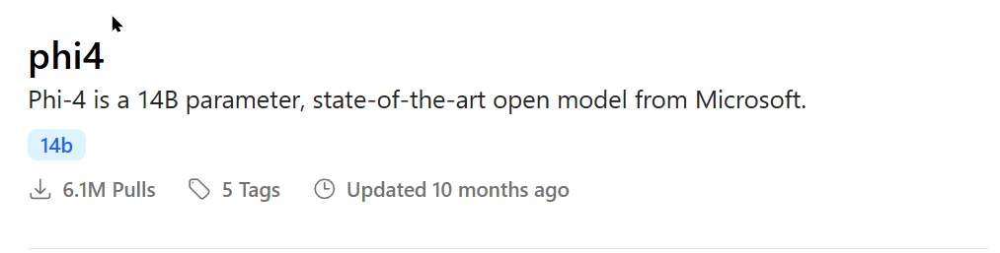 phi4
Phi-4 is a 14B parameter, state-of-the-art open model from Microsoft.
14b
6.1M Pulls 5 Tags Updated 10 months ago